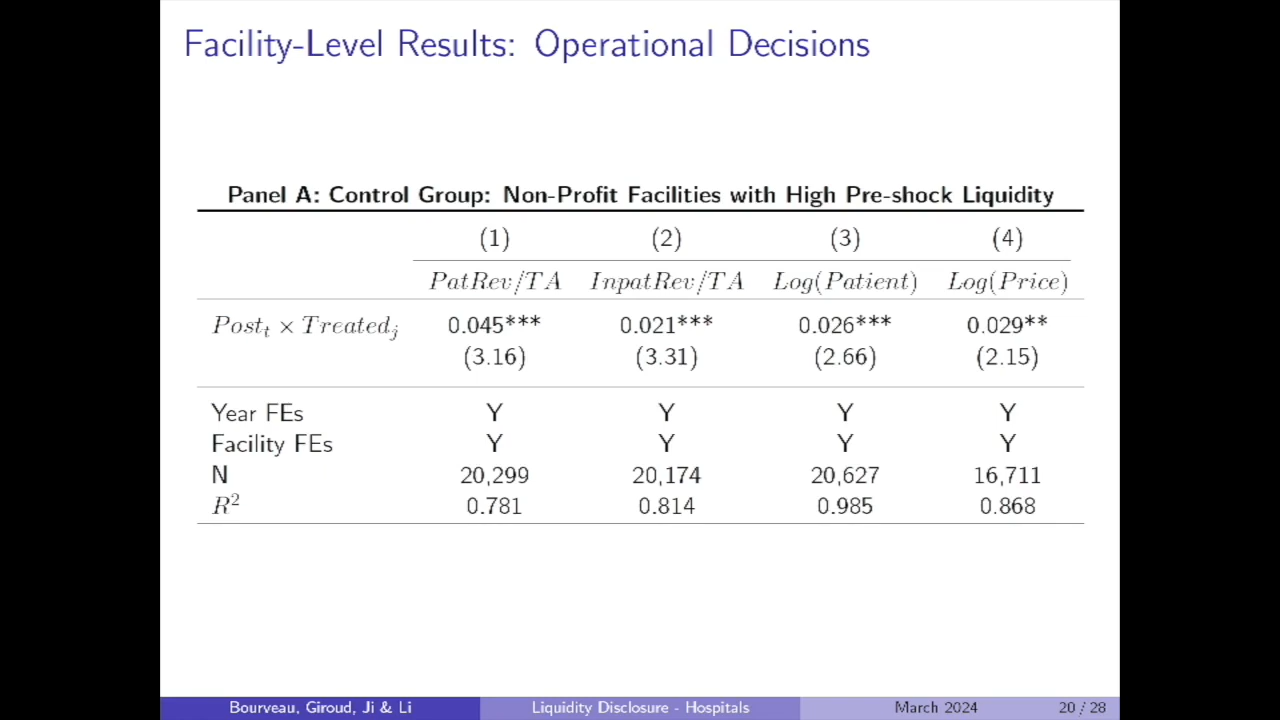 Facility-Level Results: Operational Decisions
Panel A: Control Group: Non-Profit Facilities with High Pre-shock Liquidity
(1) (2) (3) (4)
PatRev/TA InpatRev/TA Log(Patient) Log(Price)
Post_t × Treated_j 0.045*** 0.021*** 0.026*** 0.029**
(3.16) (3.31) (2.66) (2.15)
Year FEs Y Y Y Y
Facility FEs Y Y Y Y
N 20,299 20,174 20,627 16,711
R² 0.781 0.814 0.985 0.868
Bourveau, Giroud, Ji & Li Liquidity Disclosure - Hospitals March 2024 20 / 28